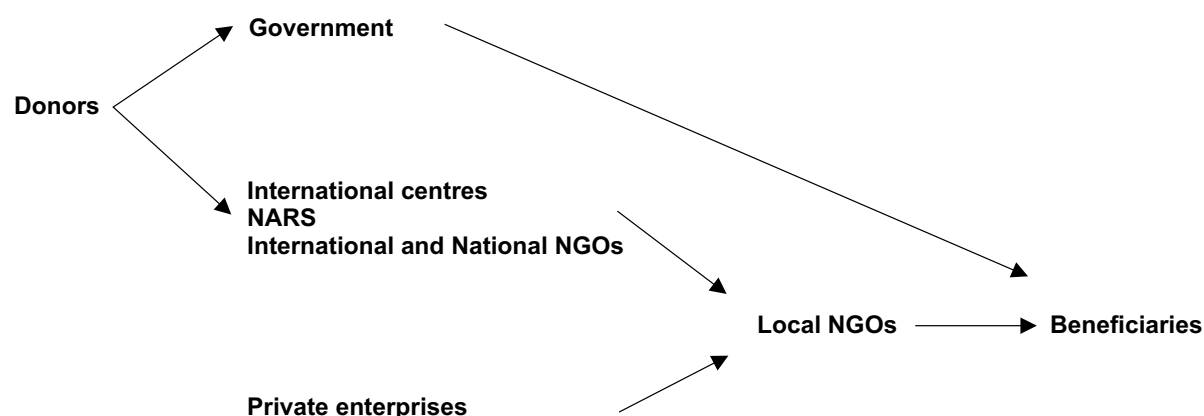 Government
Donors
International centres
NARS
International and National NGOs
Local NGOs
Beneficiaries
Private enterprises